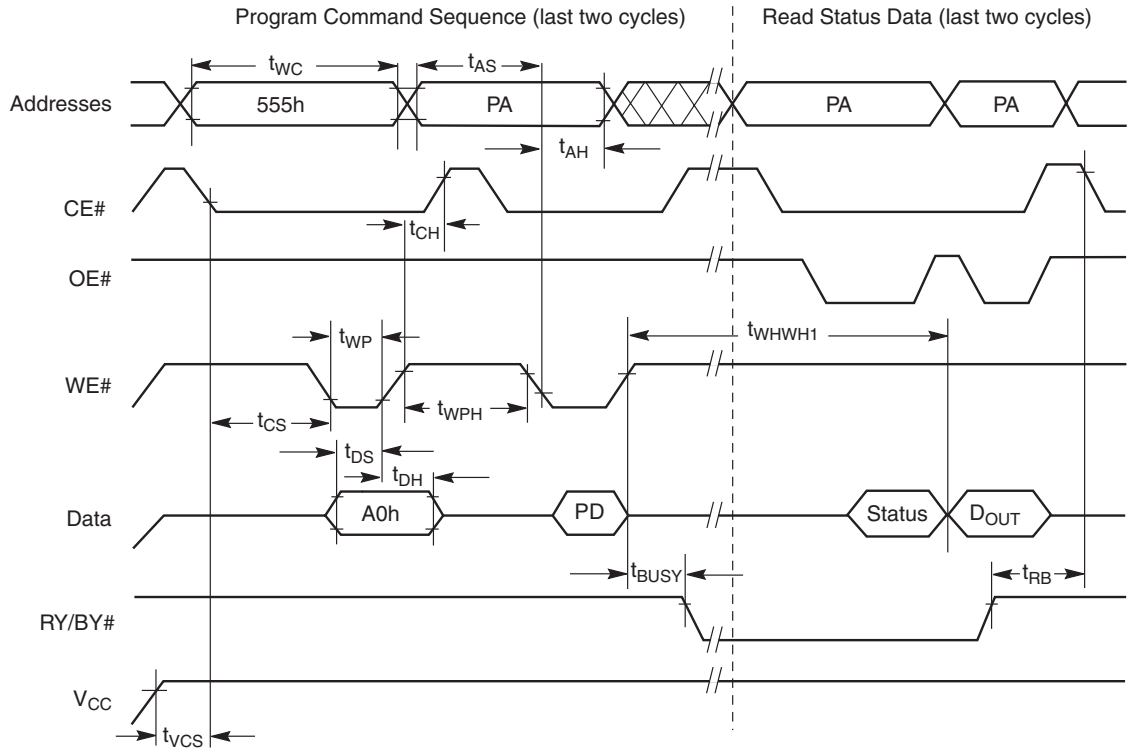 Program Command Sequence (last two cycles)
Read Status Data (last two cycles)
tWC
tAS
Addresses
555h
PA
PA
PA
tAH
CE#
tCH
OE#
tWP
tWHWH1
WE#
tCS
tWPH
tDS
tDH
Data
A0h
PD
Status
DOUT
tBUSY
tRB
RY/BY#
VCC
tVCS